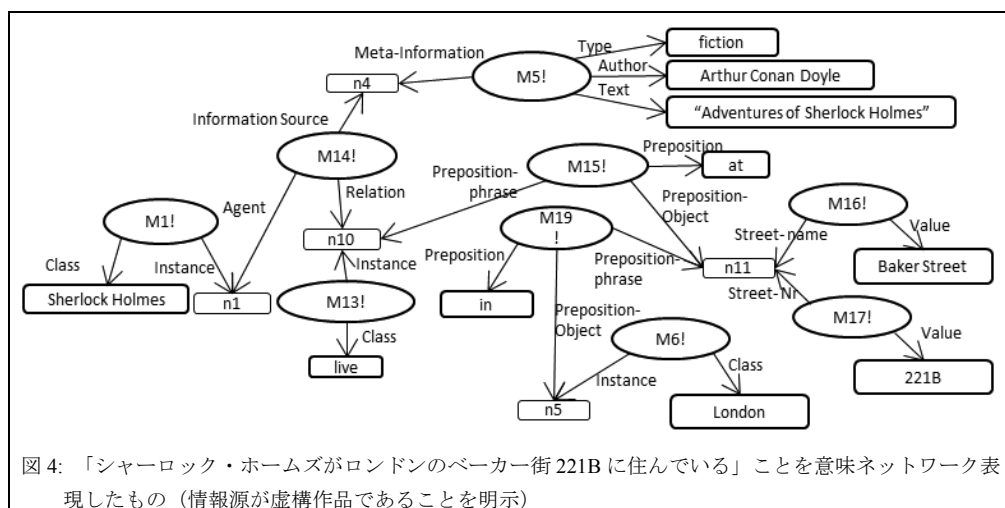 Type
fiction
Meta-Information
M5!
Author
Arthur Conan Doyle
n4
Text
"Adventures of Sherlock Holmes"
Information Source
M14!
M15!
Preposition
at
Preposition-
phrase
Relation
Agent
M1!
M19
!
Preposition-
Object
M16!
n10
Street-name
Value
Class
Instance
Instance
Preposition
Preposition-
phrase
n11
Baker Street
Sherlock Holmes
n1
M13!
in
Street-Nr
M17!
Class
Preposition-
Object
M6!
Value
live
Instance
Class
221B
n5
London
図 4: 「シャーロック・ホームズがロンドンのベーカー街 221B に住んでいる」ことを意味ネットワーク表
現したもの（情報源が虚構作品であることを明示）